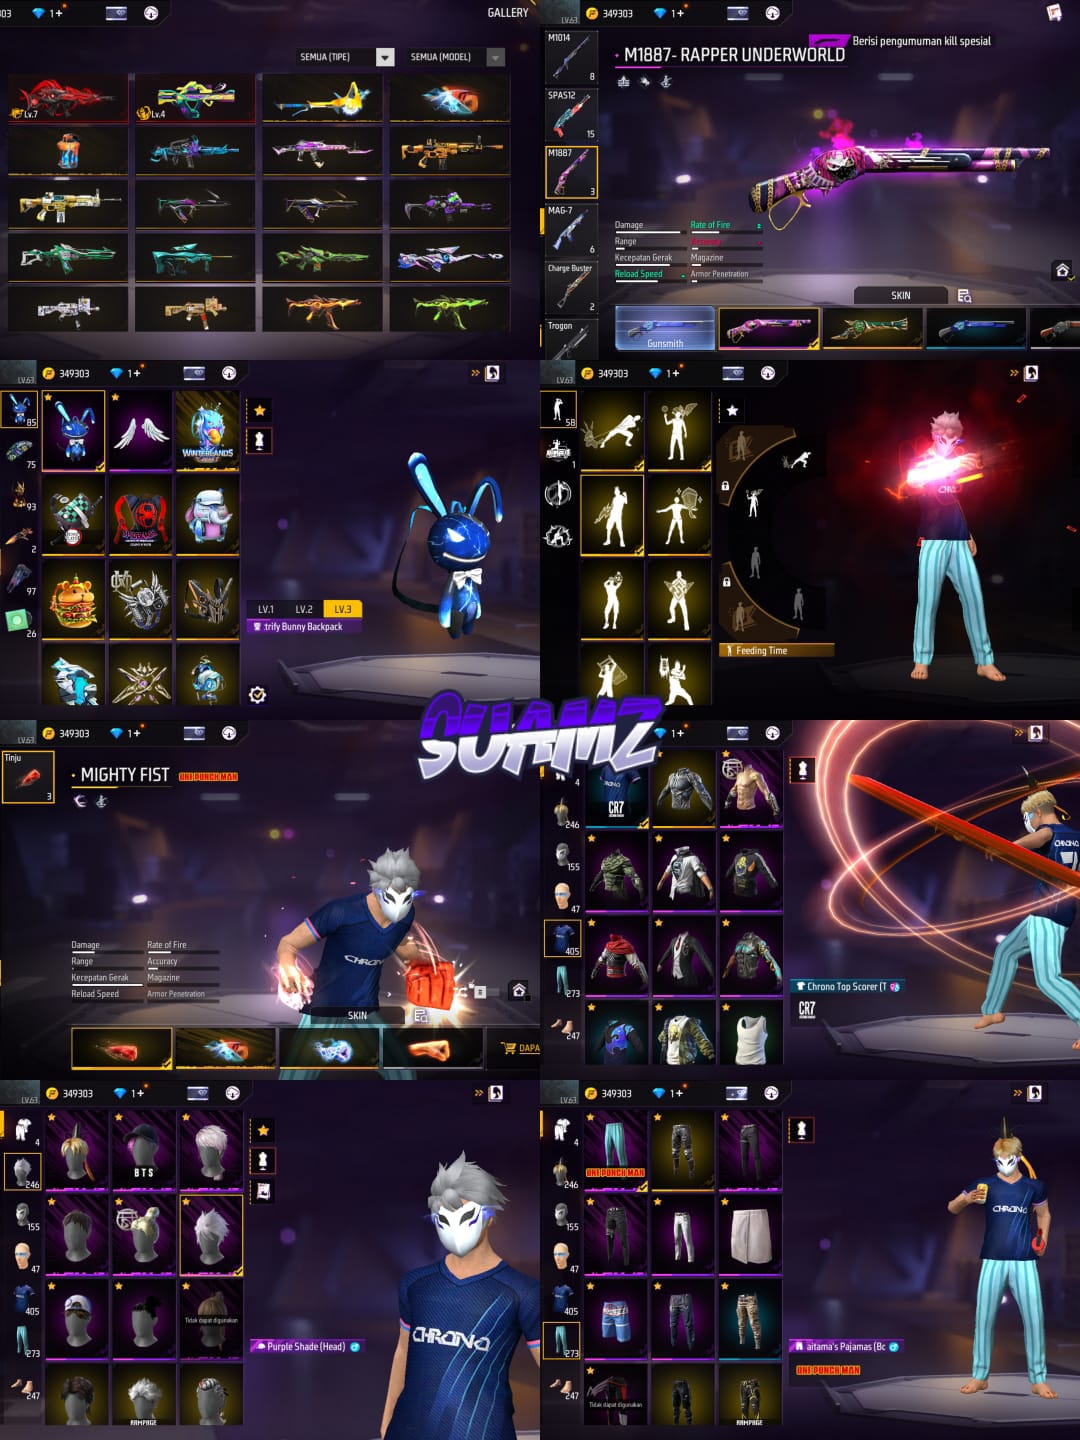 03
1+
GALLERY
SEMUA (TIPE)
SEMUA (MODEL)
Lv.7
Lv.4
LV.63
349303
1+
M1014
8
SPAS12
15
M1887
3
MAG-7
6
Charge Buster
2
Trogon
Berisi pengumuman kill spesial
M1887- RAPPER UNDERWORLD
Damage
Rate of Fire
Range
Accuracy
Kecepatan Gerak
Magazine
Reload Speed
Armor Penetration
SKIN
Gunsmith
LV.63
349303
1+
85
75
93
2
97
26
WINTERLANDS
LV.1
LV.2
LV.3
:trify Bunny Backpack
LV.63
349303
1+
58
1
Feeding Time
SUAMZ
LV.63
349303
1+
Tinju
3
MIGHTY FIST
ONE PUNCH MAN
Damage
Rate of Fire
Range
Accuracy
Kecepatan Gerak
Magazine
Reload Speed
Armor Penetration
CHRON
SKIN
DAPA
1+
4
246
155
47
405
273
247
CR7
CHRONO
Chrono Top Scorer (T
CR7
LV.63
349303
1+
4
246
155
47
405
273
247
BTS
Tidak dapat digunakan
RAMPAGE
CHRONO
Purple Shade (Head)
LV.63
349303
1+
4
246
155
47
405
273
247
ONE PUNCH MAN
Tidak dapat digunakan
RAMPAGE
CHRONO
aitama's Pajamas (Bc
ONE PUNCH MAN